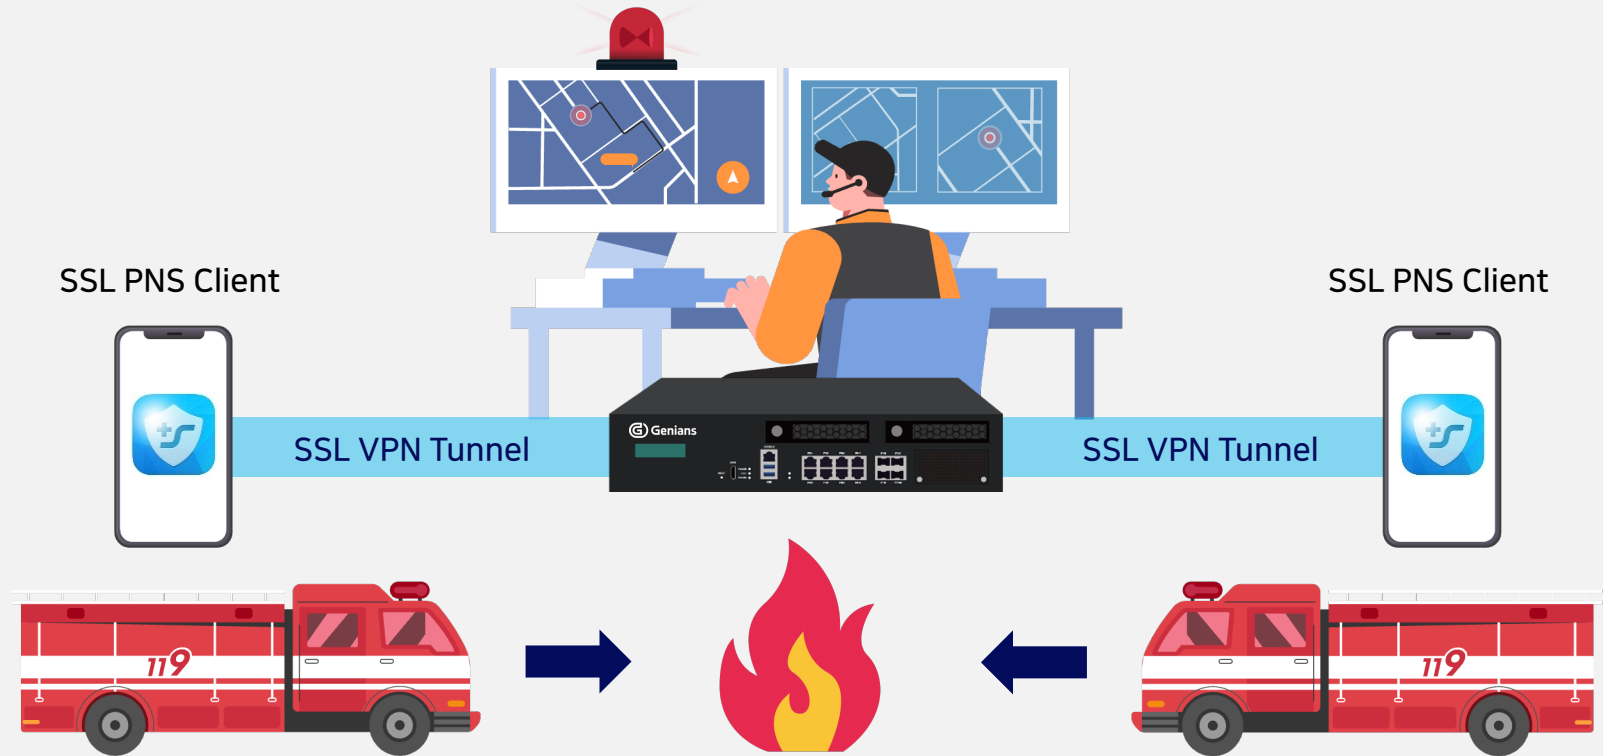 SSL PNS Client
SSL PNS Client
SSL VPN Tunnel
Genians
SSL VPN Tunnel
119
119